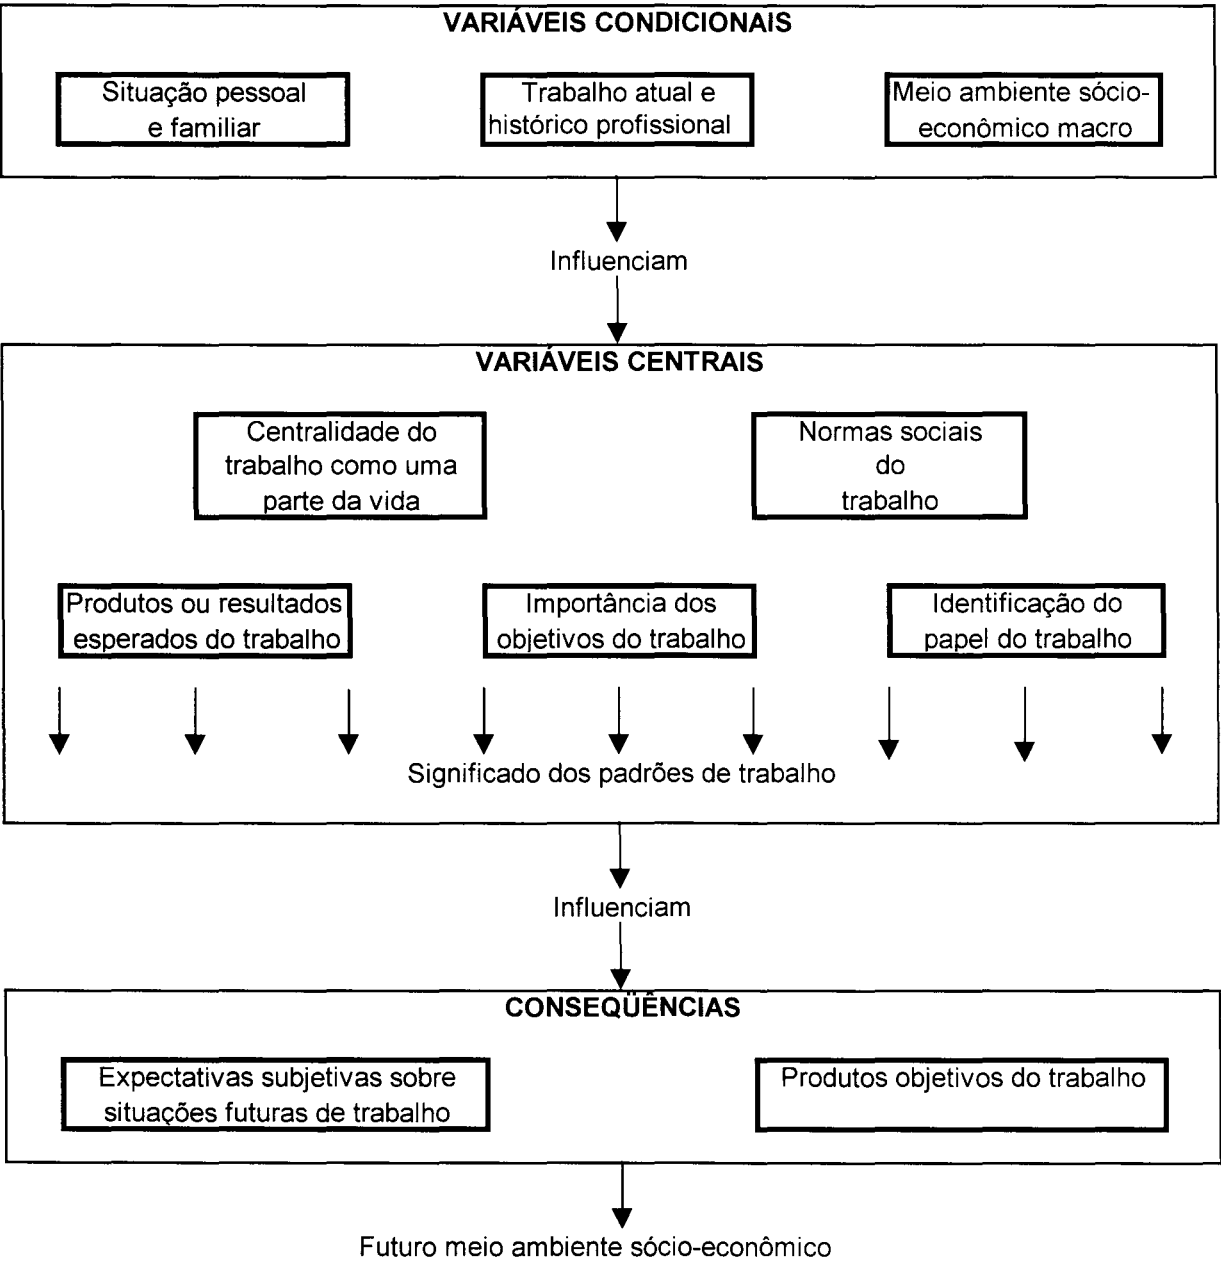 VARIÁVEIS CONDICIONAIS
Situação pessoal
e familiar
Trabalho atual e
histórico profissional
Meio ambiente sócio-
econômico macro
Influenciam
VARIÁVEIS CENTRAIS
Centralidade do
trabalho como uma
parte da vida
Normas sociais
do
trabalho
Produtos ou resultados
esperados do trabalho
Importância dos
objetivos do trabalho
Identificação do
papel do trabalho
Significado dos padrões de trabalho
Influenciam
CONSEQÜÊNCIAS
Expectativas subjetivas sobre
situações futuras de trabalho
Produtos objetivos do trabalho
Futuro meio ambiente sócio-econômico